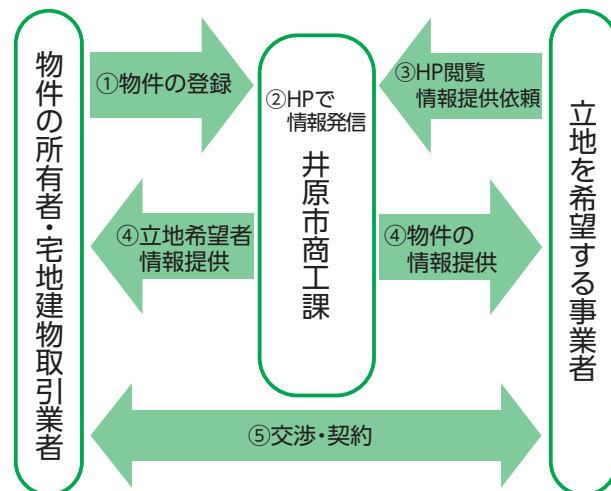 物件の所有者・宅地建物取引業者
①物件の登録
②HPで
情報発信
井原市商工課
③HP閲覧
情報提供依頼
④立地希望者
情報提供
④物件の
情報提供
⑤交渉・契約
立地を希望する事業者